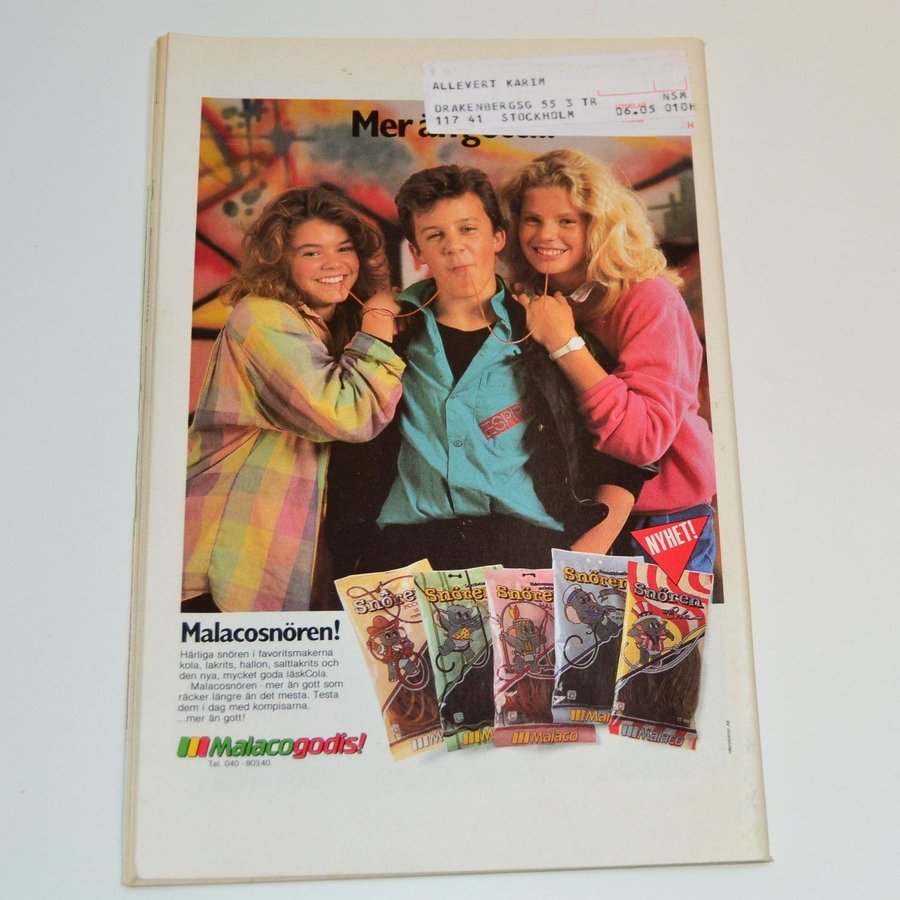 ALLEVERT KARIM
DRAKENBERGSG 55 3 TR
117 41 STOCKHOLM
NSM
06.05 010H
H
Mer än
ESPR
NYHET!
Snören
Snören
Snören
Snören
Snören
Malaco
Malaco
Malacosnören!
Härliga snören i favoritsmakerna
kola, lakrits, hallon, saltlakrits och
den nya, mycket goda läskCola.
Malacosnören - mer än gott som
räcker längre än det mesta. Testa
dem i dag med kompisarna.
...mer än gott!
Malacogodis!
Tel. 040 - 80340.